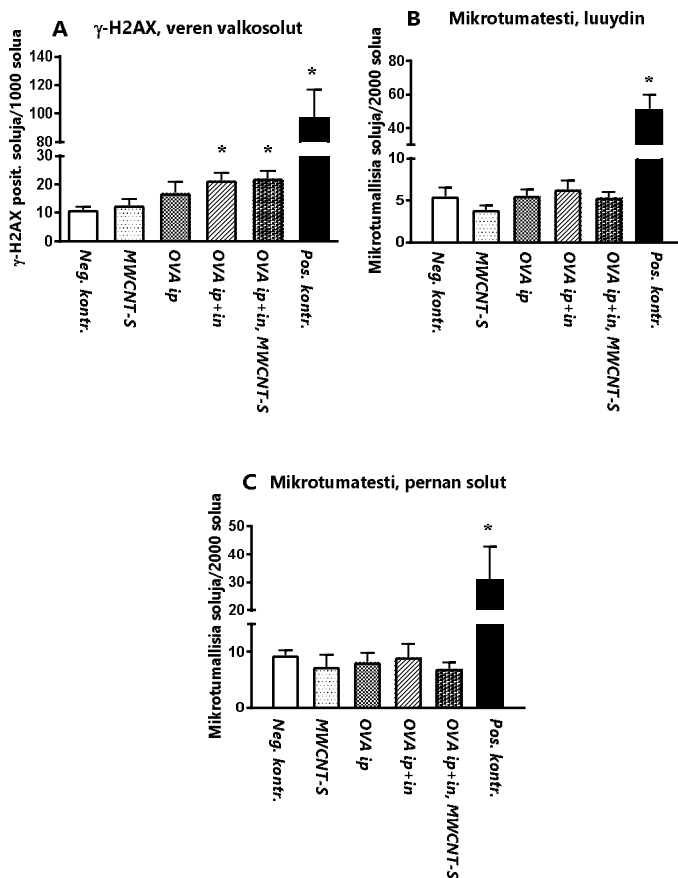 A γ-H2AX, veren valkosolut
γ-H2AX posit. soluja/1000 solua
140
120
100
80
30
20
10
0
*
*
*
Neg. kontr.
MWCNT-S
OVA ip
OVA ip+in
OVA ip+in, MWCNT-S
Pos. kontr.
B Mikrotumatesti, luuydin
Mikrotumallisia soluja/2000 solua
80
60
40
10
5
0
*
Neg. kontr.
MWCNT-S
OVA ip
OVA ip+in
OVA ip+in, MWCNT-S
Pos. kontr.
C Mikrotumatesti, pernan solut
Mikrotumallisia soluja/2000 solua
50
40
30
20
10
0
*
Neg. kontr.
MWCNT-S
OVA ip
OVA ip+in
OVA ip+in, MWCNT-S
Pos. kontr.